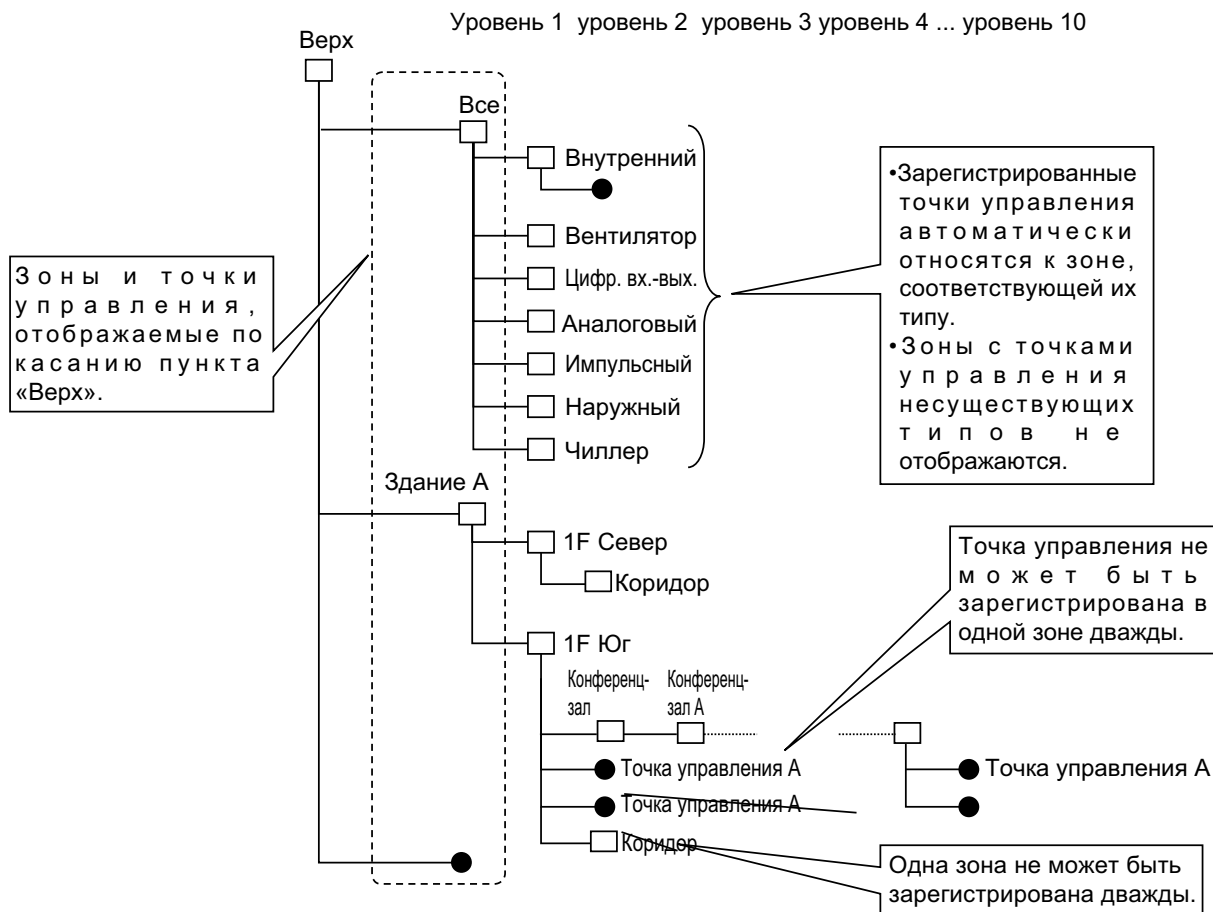 Уровень 1 уровень 2 уровень 3 уровень 4 ... уровень 10
Верх
Все
Внутренний
Вентилятор
Цифр. вх.-вых.
Аналоговый
Импульсный
Наружный
Чиллер
Зоны и точки
управления,
отображаемые по
касанию пункта
«Верх».
•Зарегистрированные
точки управления
автоматически
относятся к зоне,
соответствующей их
типу.
•Зоны с точками
управления
несуществующих
типов не
отображаются.
Здание А
1F Север
Коридор
1F Юг
Конференц-
зал
Конференц-
зал А
Точка управления не
может быть
зарегистрирована в
одной зоне дважды.
Точка управления А
Точка управления А
Точка управления А
Коридор
Одна зона не может быть
зарегистрирована дважды.